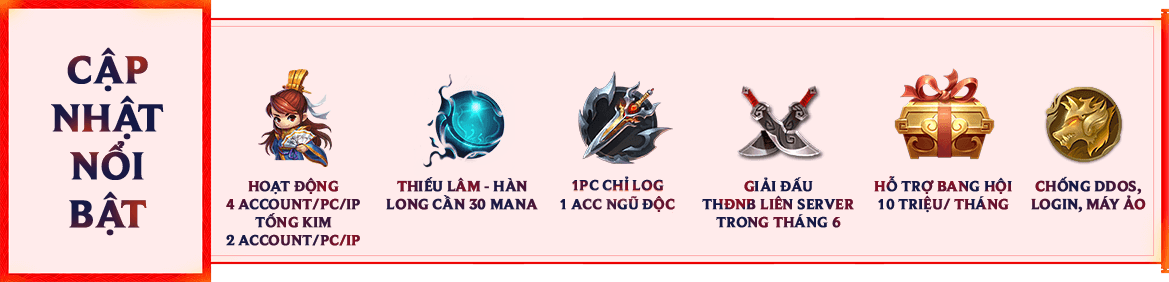 CẬP
NHẬT
NỔI
BẬT
HOẠT ĐỘNG
4 ACCOUNT/PC/IP
TỐNG KIM
2 ACCOUNT/PC/IP
THIẾU LÂM - HÀN
LONG CẦN 30 MANA
1PC CHỈ LOG
1 ACC NGŨ ĐỘC
GIẢI ĐẤU
THĐNB LIÊN SERVER
TRONG THÁNG 6
HỖ TRỢ BANG HỘI
10 TRIỆU/ THÁNG
CHỐNG DDOS,
LOGIN, MÁY ẢO